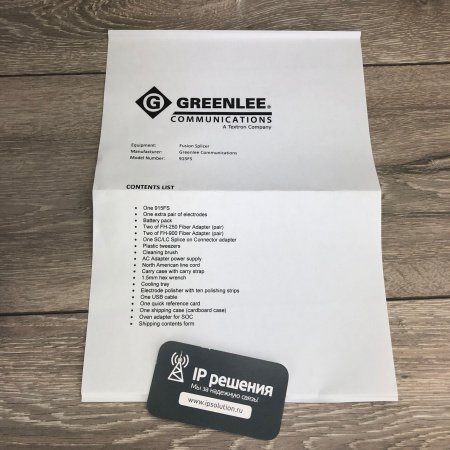 G GREENLEE®
COMMUNICATIONS
A Textron Company
Equipment: Fusion Splicer
Manufacturer: Greenlee Communications
Model Number: 915FS
CONTENTS LIST
• One 915FS
• One extra pair of electrodes
• Battery pack
• Two of FH-250 Fiber Adapter (pair)
• Two of FH-900 Fiber Adapter (pair)
• One SC/LC Splice on Connector adapter
• Plastic tweezers
• Cleaning brush
• AC Adapter power supply
• North American line cord
• Carry case with carry strap
• 1.5mm hex wrench
• Cooling tray
• Electrode polisher with ten polishing strips
• One USB cable
• One quick reference card
• One shipping case (cardboard case)
• Oven adapter for SOC
• Shipping contents form
IP решения
Мы за надежную связь!
www.ipsolution.ru